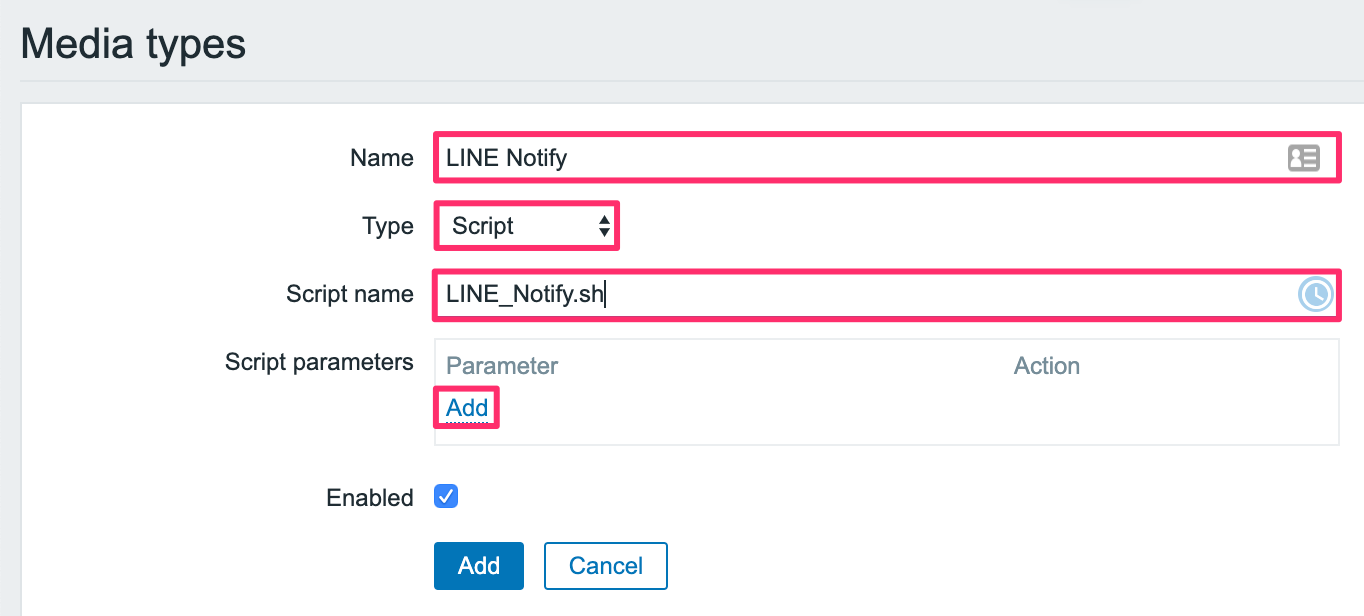 Media types
Name LINE Notify
Type Script
Script name LINE_Notify.sh
Script parameters Parameter Action
Add
Enabled
Add Cancel